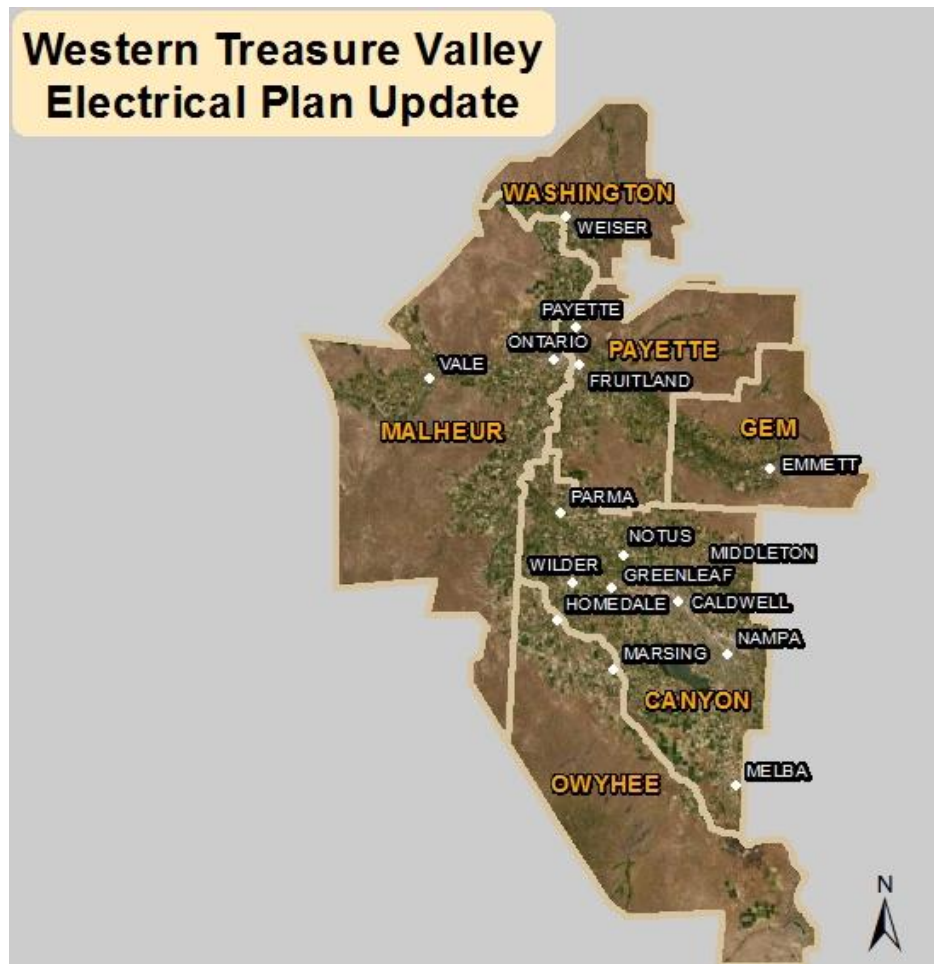 Western Treasure Valley
Electrical Plan Update
WASHINGTON
WEISER
PAYETTE
ONTARIO
PAYETTE
VALE
FRUITLAND
MALHEUR
GEM
EMMETT
PARMA
NOTUS
MIDDLETON
WILDER
GREENLEAF
HOMEDALE
CALDWELL
NAMPA
MARSING
CANYON
MELBA
OWYHEE
N